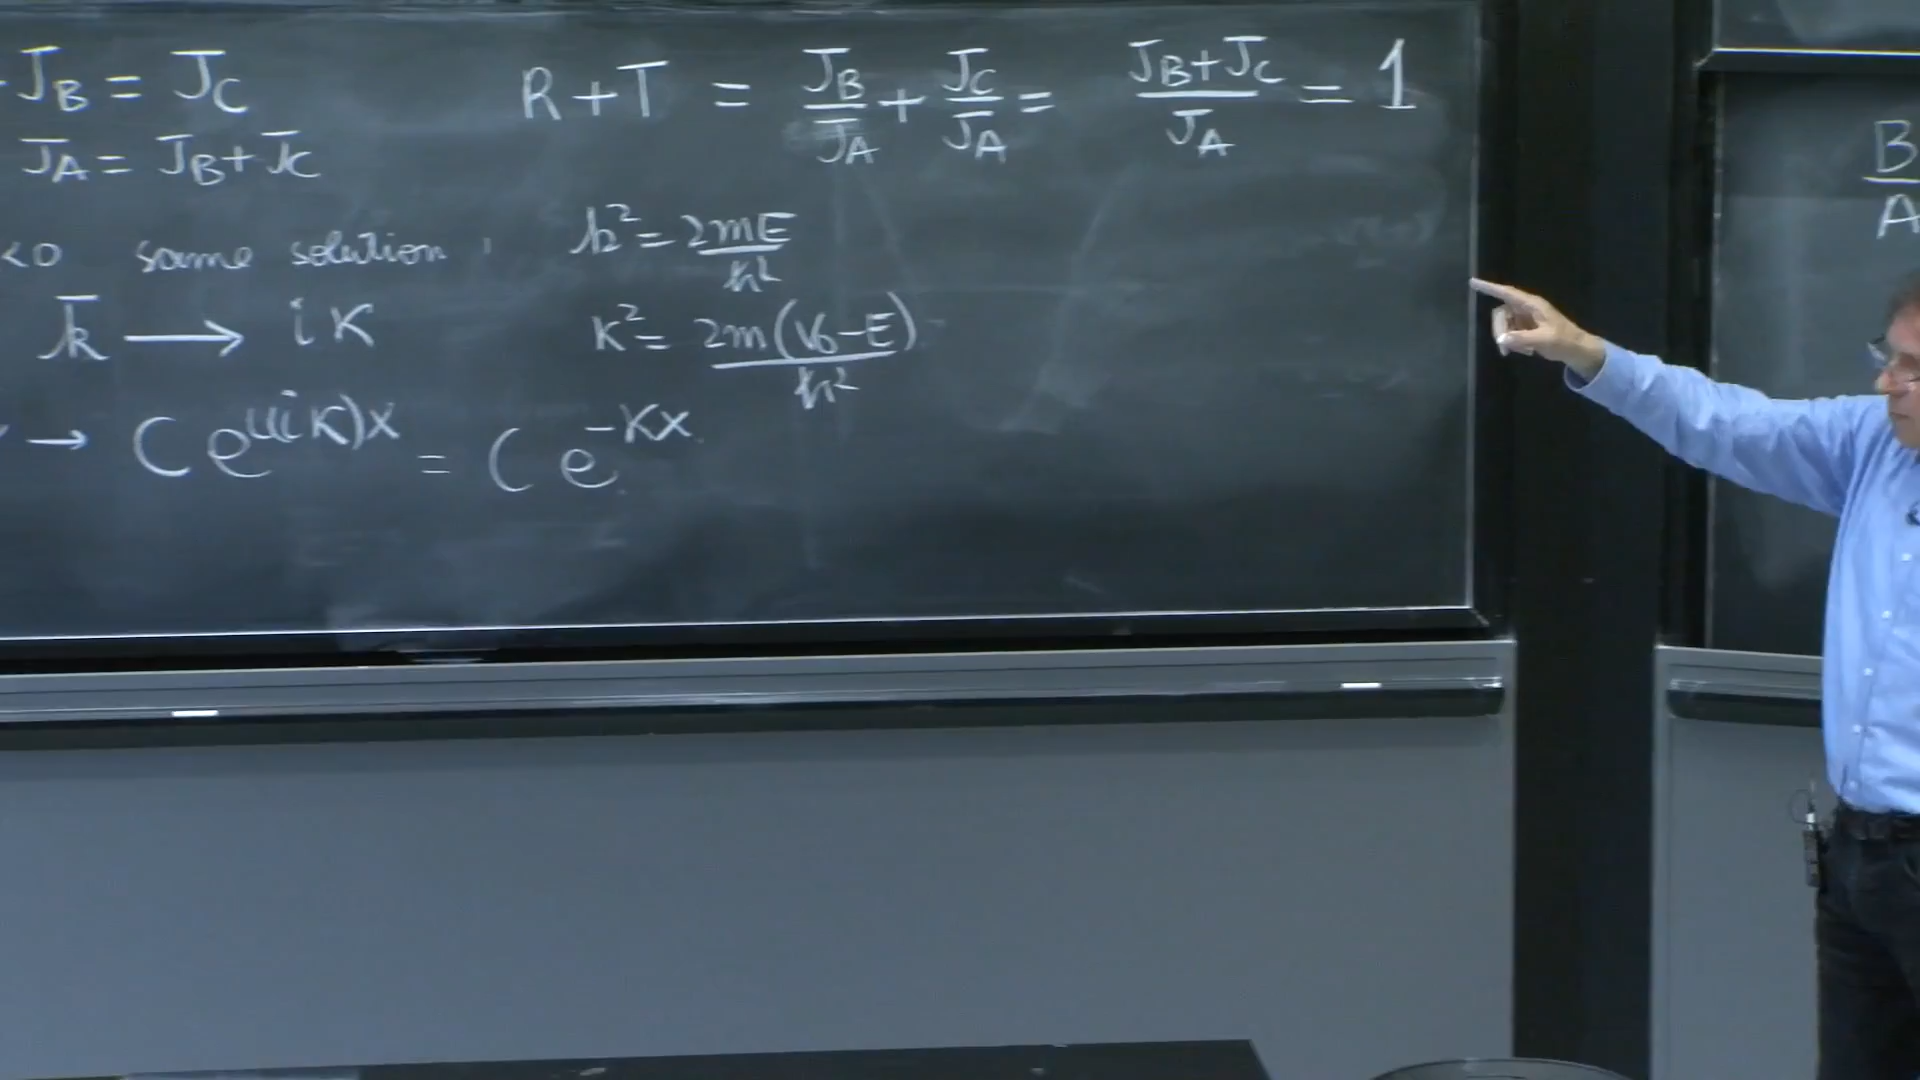 -J_B = J_C
J_A = J_B + J_C
R + T = J_B/J_A + J_C/J_A = (J_B + J_C)/J_A = 1
<0 same solution
k² = 2mE/ħ²
k̄ → iκ
κ² = 2m(V₀-E)/ħ²
→ C e^{i(iκ)x} = C e^{-κx}
B/A